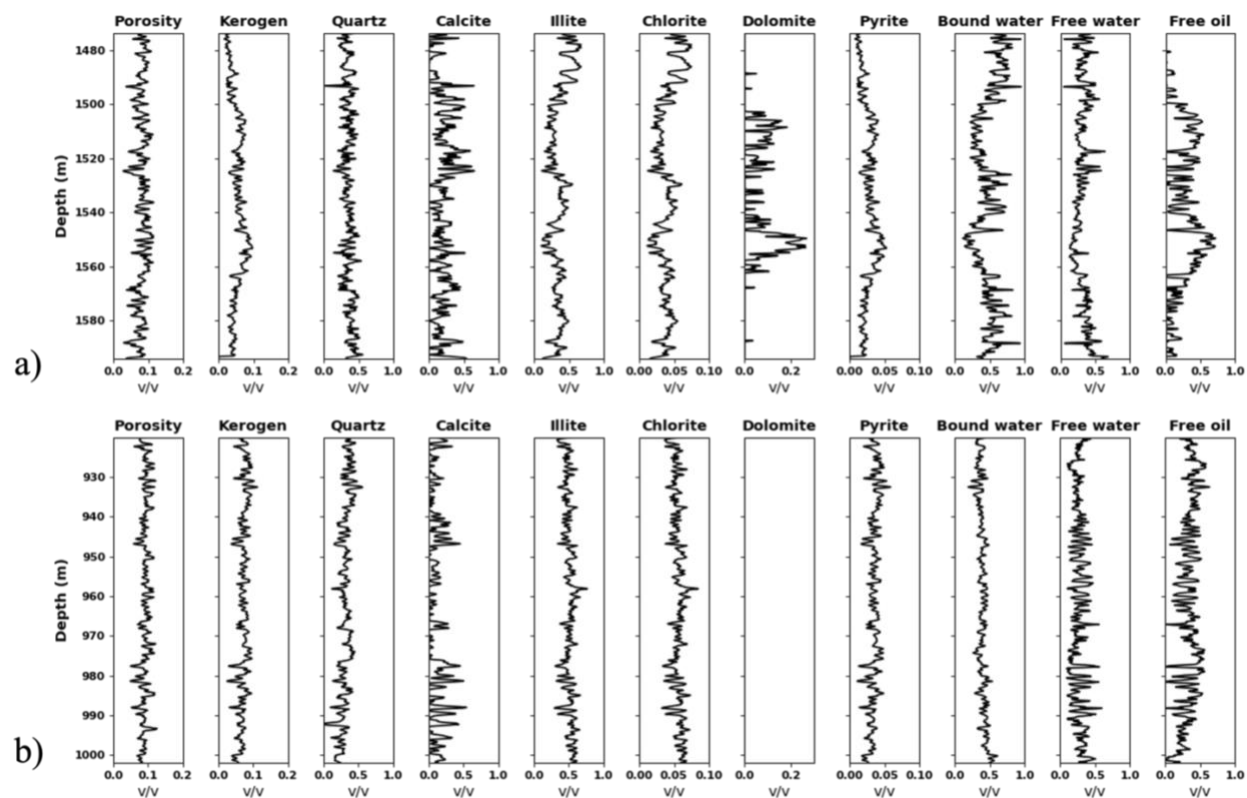 Porosity Kerogen Quartz Calcite Illite Chlorite Dolomite Pyrite Bound water Free water Free oil
1480
1500
1520
1540
1560
1580
Depth (m)
0.0 0.1 0.2 0.0 0.1 0.2 0.0 0.5 1.0 0.0 0.5 1.0 0.0 0.5 1.0 0.00 0.05 0.10 0.0 0.2 0.00 0.05 0.10 0.0 0.5 1.0 0.0 0.5 1.0 0.0 0.5 1.0
a)
V/V V/V V/V V/V V/V V/V V/V V/V V/V V/V V/V
Porosity Kerogen Quartz Calcite Illite Chlorite Dolomite Pyrite Bound water Free water Free oil
930
940
950
960
970
980
990
1000
Depth (m)
b)
0.0 0.1 0.2 0.0 0.1 0.2 0.0 0.5 1.0 0.0 0.5 1.0 0.0 0.5 1.0 0.00 0.05 0.10 0.0 0.2 0.00 0.05 0.10 0.0 0.5 1.0 0.0 0.5 1.0 0.0 0.5 1.0
V/V V/V V/V V/V V/V V/V V/V V/V V/V V/V V/V